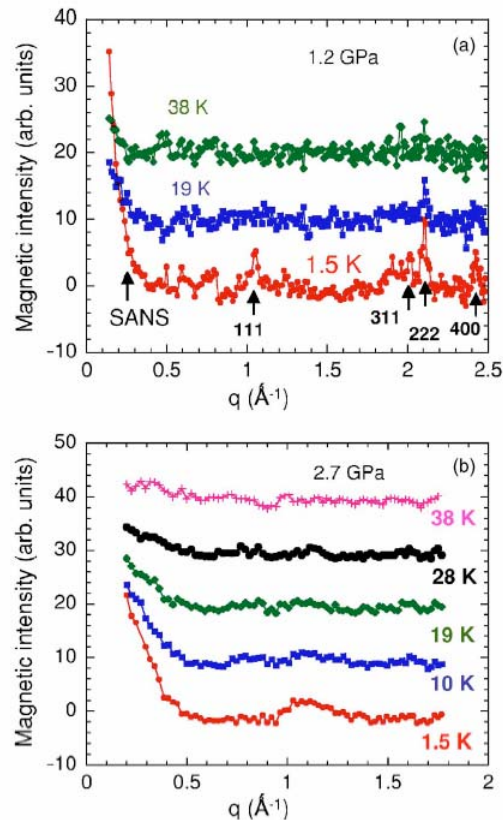 40
(a)
1.2 GPa
30
38 K
20
19 K
10
1.5 K
0
SANS
111
311
222
400
-10
0 0.5 1 1.5 2 2.5
q (Å⁻¹)
Magnetic intensity (arb. units)
50
(b)
2.7 GPa
40
38 K
30
28 K
20
19 K
10
10 K
0
1.5 K
-10
0 0.5 1 1.5 2
q (Å⁻¹)
Magnetic intensity (arb. units)